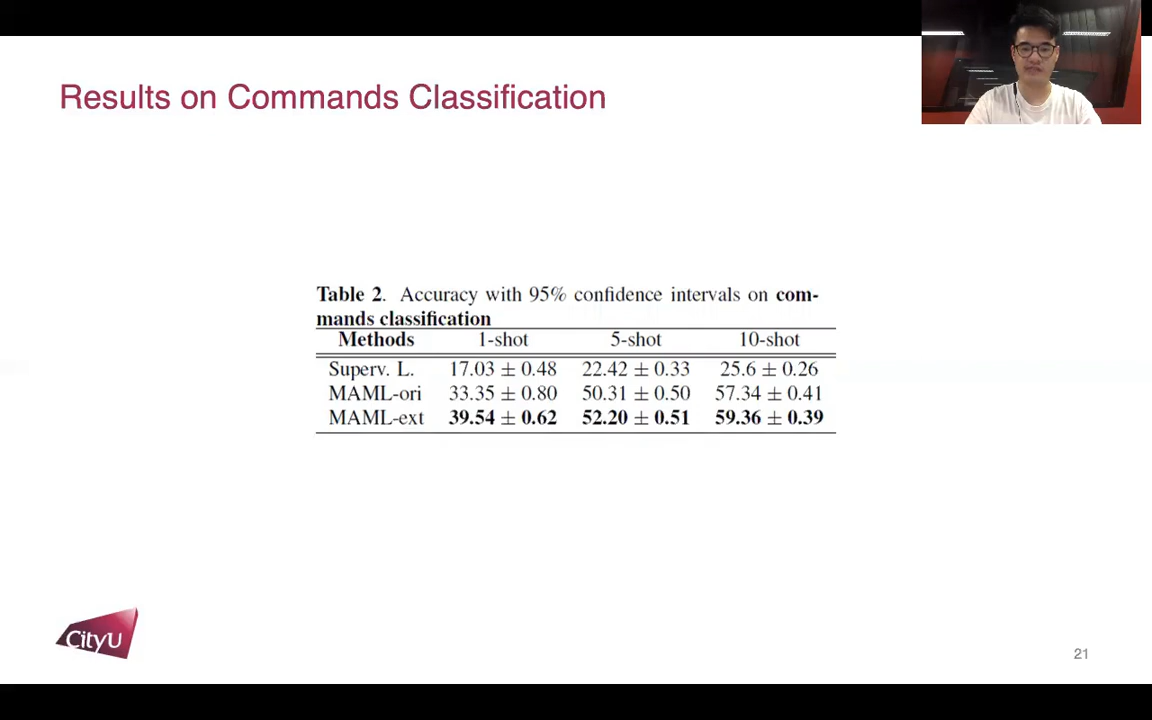 Results on Commands Classification
Table 2. Accuracy with 95% confidence intervals on com-
mands classification
Methods 1-shot 5-shot 10-shot
Superv. L. 17.03 ± 0.48 22.42 ± 0.33 25.6 ± 0.26
MAML-ori 33.35 ± 0.80 50.31 ± 0.50 57.34 ± 0.41
MAML-ext 39.54 ± 0.62 52.20 ± 0.51 59.36 ± 0.39
CityU
21